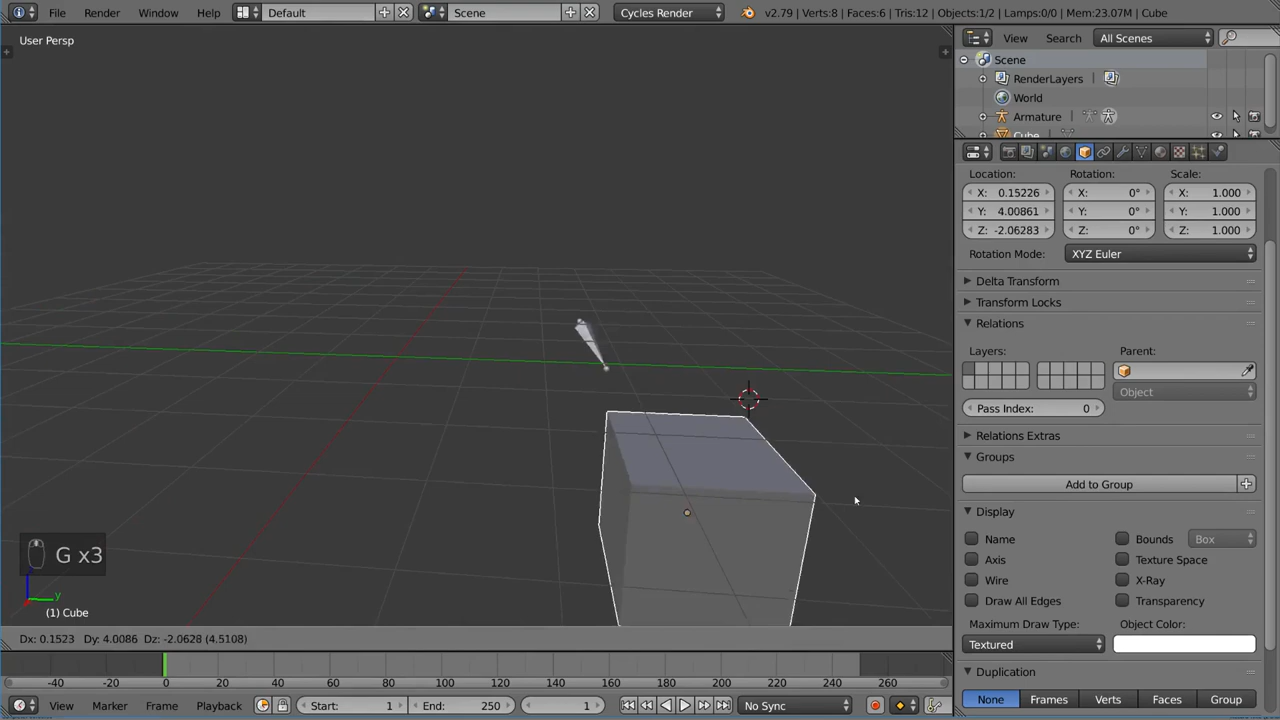 File Render Window Help Default Scene Cycles Render v2.79 | Verts:8 | Faces:6 | Tris:12 | Objects:1/2 | Lamps:0/0 | Mem:23.07M | Cube
User Persp
View Search All Scenes
Scene
RenderLayers
World
Armature
Cube
Location: Rotation: Scale:
X: 0.15226 X: 0° X: 1.000
Y: 4.00861 Y: 0° Y: 1.000
Z: -2.06283 Z: 0° Z: 1.000
Rotation Mode: XYZ Euler
Delta Transform
Transform Locks
Relations
Layers: Parent:
Object
Pass Index: 0
Relations Extras
Groups
Add to Group
Display
Name Bounds Box
Axis Texture Space
Wire X-Ray
Draw All Edges Transparency
Maximum Draw Type: Object Color:
Textured
Duplication
None Frames Verts Faces Group
G x3
y
(1) Cube
Dx: 0.1523 Dy: 4.0086 Dz: -2.0628 (4.5108)
-40 -20 0 20 40 60 80 100 120 140 160 180 200 220 240 260 280
View Marker Frame Playback Start: 1 End: 250 1 No Sync